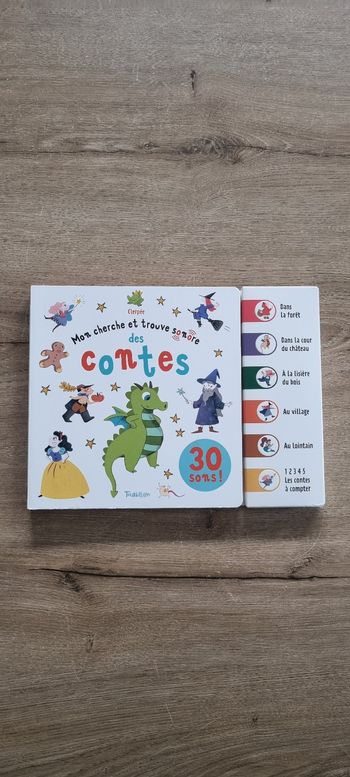 Clerpée
Mon cherche et trouve sonore
des
contes
30
sons!
Tourbillon
Dans
la forêt
Dans la cour
du château
À la lisière
du bois
Au village
Au lointain
1 2 3 4 5
Les contes
à compter